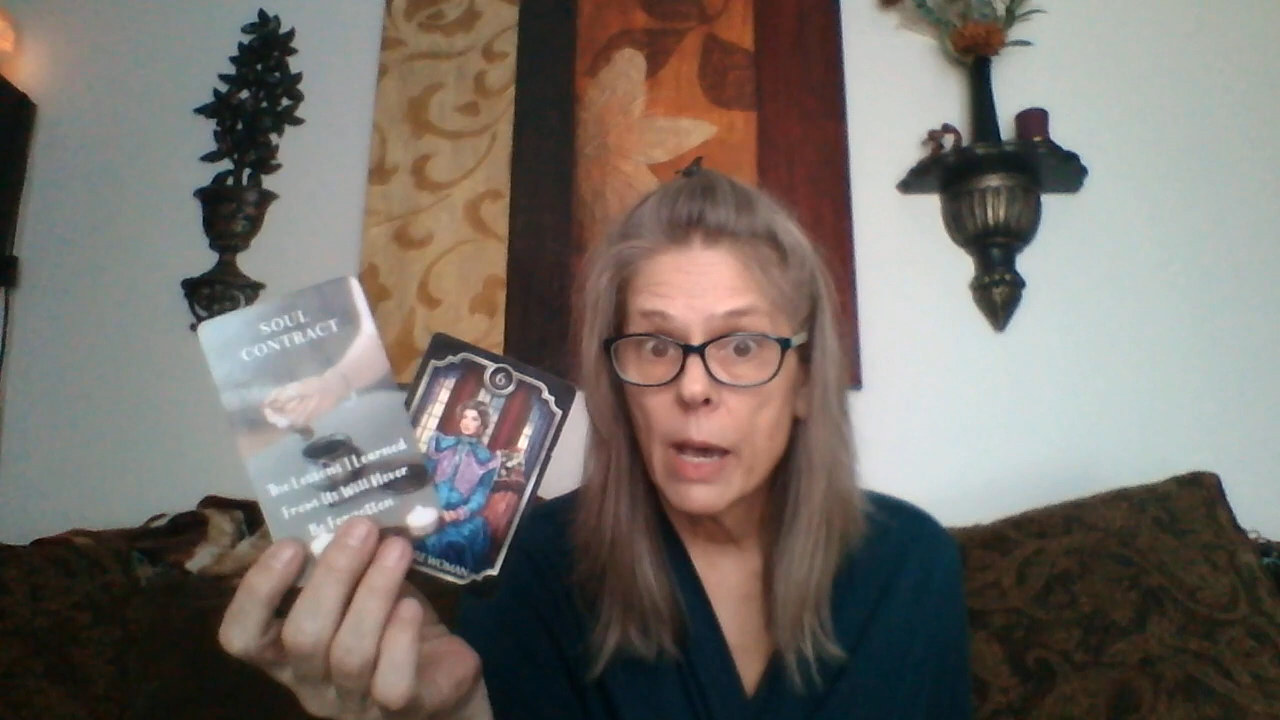 SOUL
CONTRACT
The Lessons I Learned
From Us Will Never
Be Forgotten
6
WOMAN